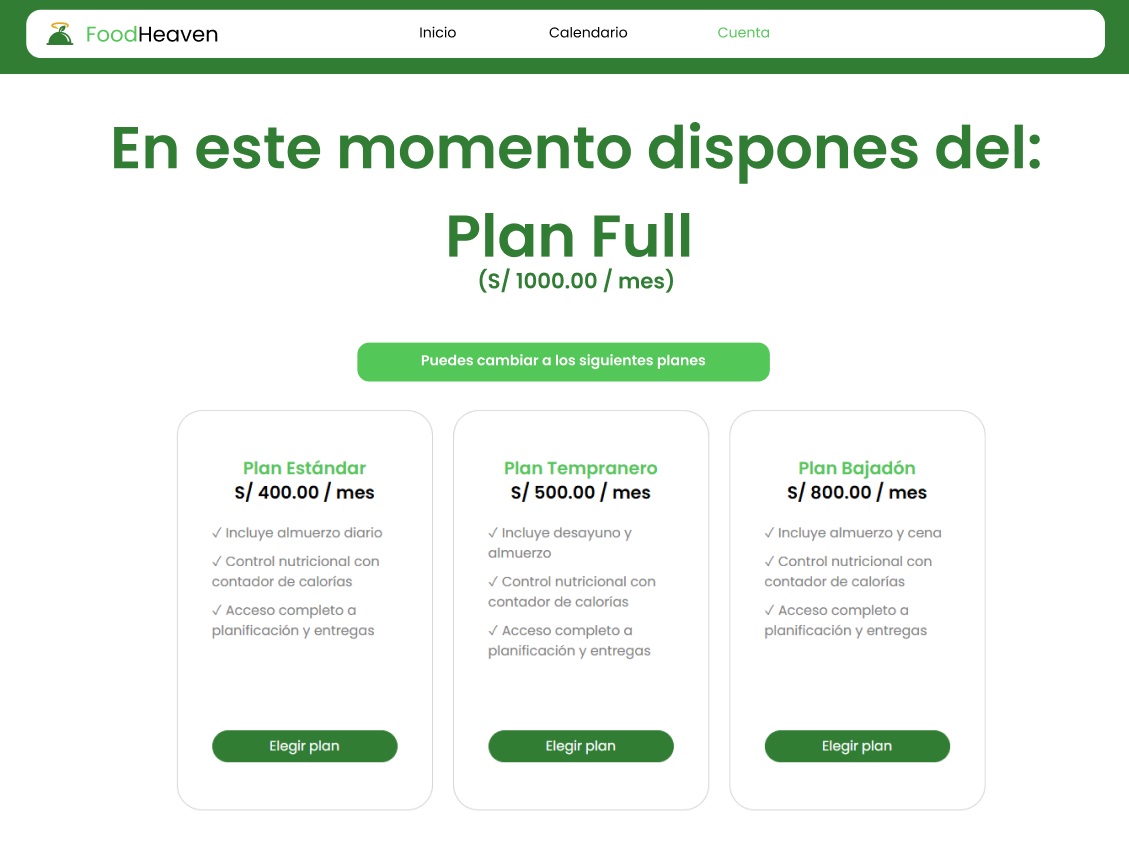 FoodHeaven
Inicio
Calendario
Cuenta
En este momento dispones del:
Plan Full
(S/ 1000.00 / mes)
Puedes cambiar a los siguientes planes
Plan Estándar
S/ 400.00 / mes
✓ Incluye almuerzo diario
✓ Control nutricional con
contador de calorías
✓ Acceso completo a
planificación y entregas
Elegir plan
Plan Tempranero
S/ 500.00 / mes
✓ Incluye desayuno y
almuerzo
✓ Control nutricional con
contador de calorías
✓ Acceso completo a
planificación y entregas
Elegir plan
Plan Bajadón
S/ 800.00 / mes
✓ Incluye almuerzo y cena
✓ Control nutricional con
contador de calorías
✓ Acceso completo a
planificación y entregas
Elegir plan